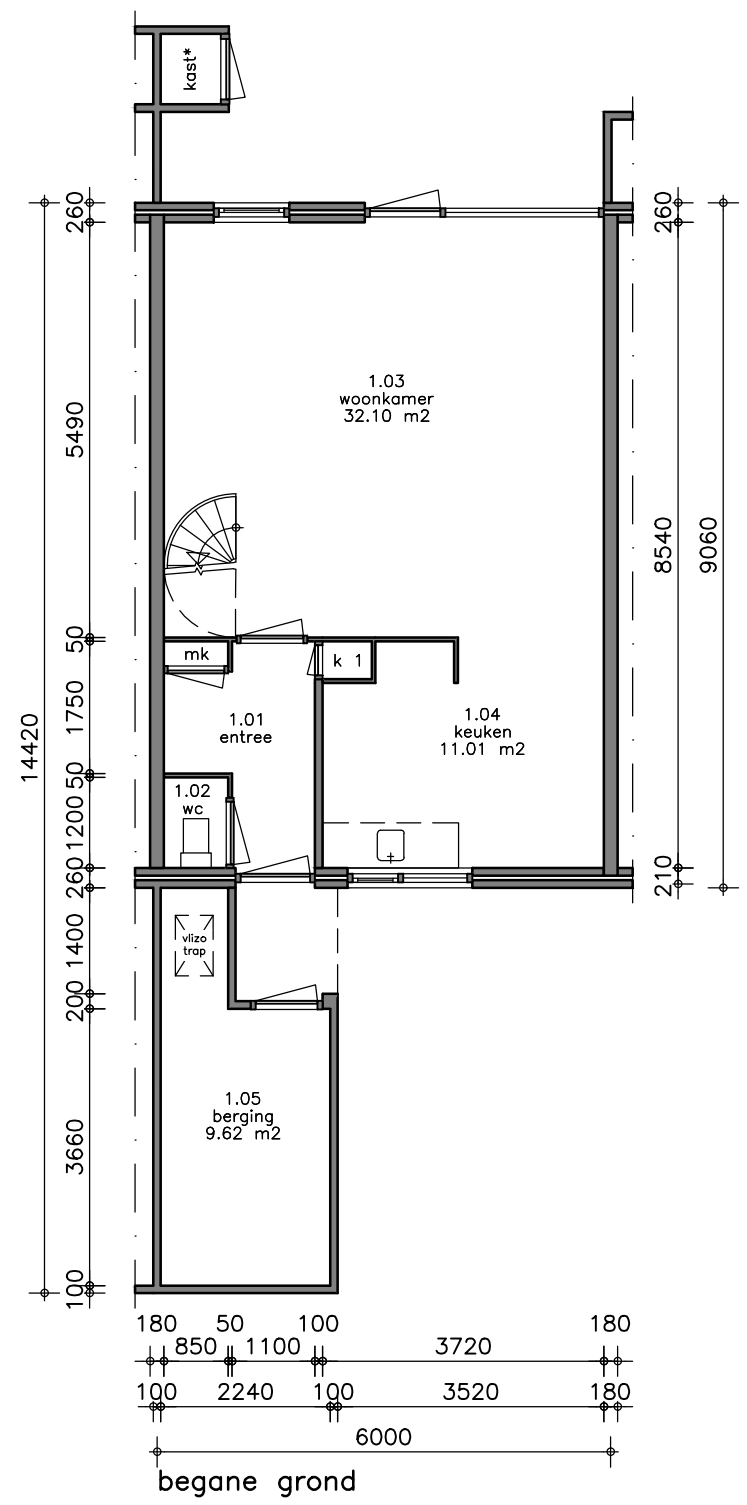 kast*
260
260
1.03
woonkamer
32.10 m2
5490
8540
9060
50
mk
k 1
1750
1.01
entree
1.04
keuken
11.01 m2
14420
50
1.02
wc
1200
260
210
1400
vlizo
trap
200
1.05
berging
9.62 m2
3660
100
180 50 100 180
850 1100 3720
100 2240 100 3520 180
6000
begane grond